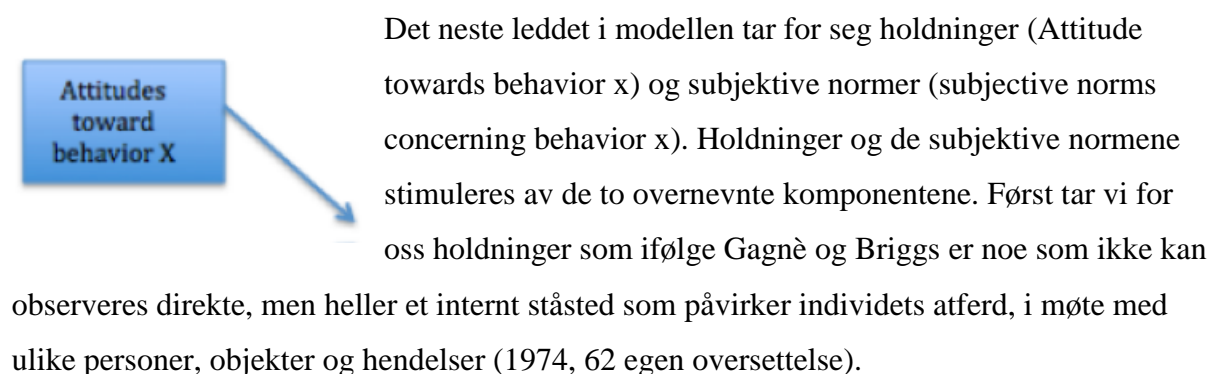 Attitudes
toward
behavior X
Det neste leddet i modellen tar for seg holdninger (Attitude
towards behavior x) og subjektive normer (subjective norms
concerning behavior x). Holdninger og de subjektive normene
stimuleres av de to overnevnte komponentene. Først tar vi for
oss holdninger som ifølge Gagnè og Briggs er noe som ikke kan
observeres direkte, men heller et internt ståsted som påvirker individets atferd, i møte med
ulike personer, objekter og hendelser (1974, 62 egen oversettelse).